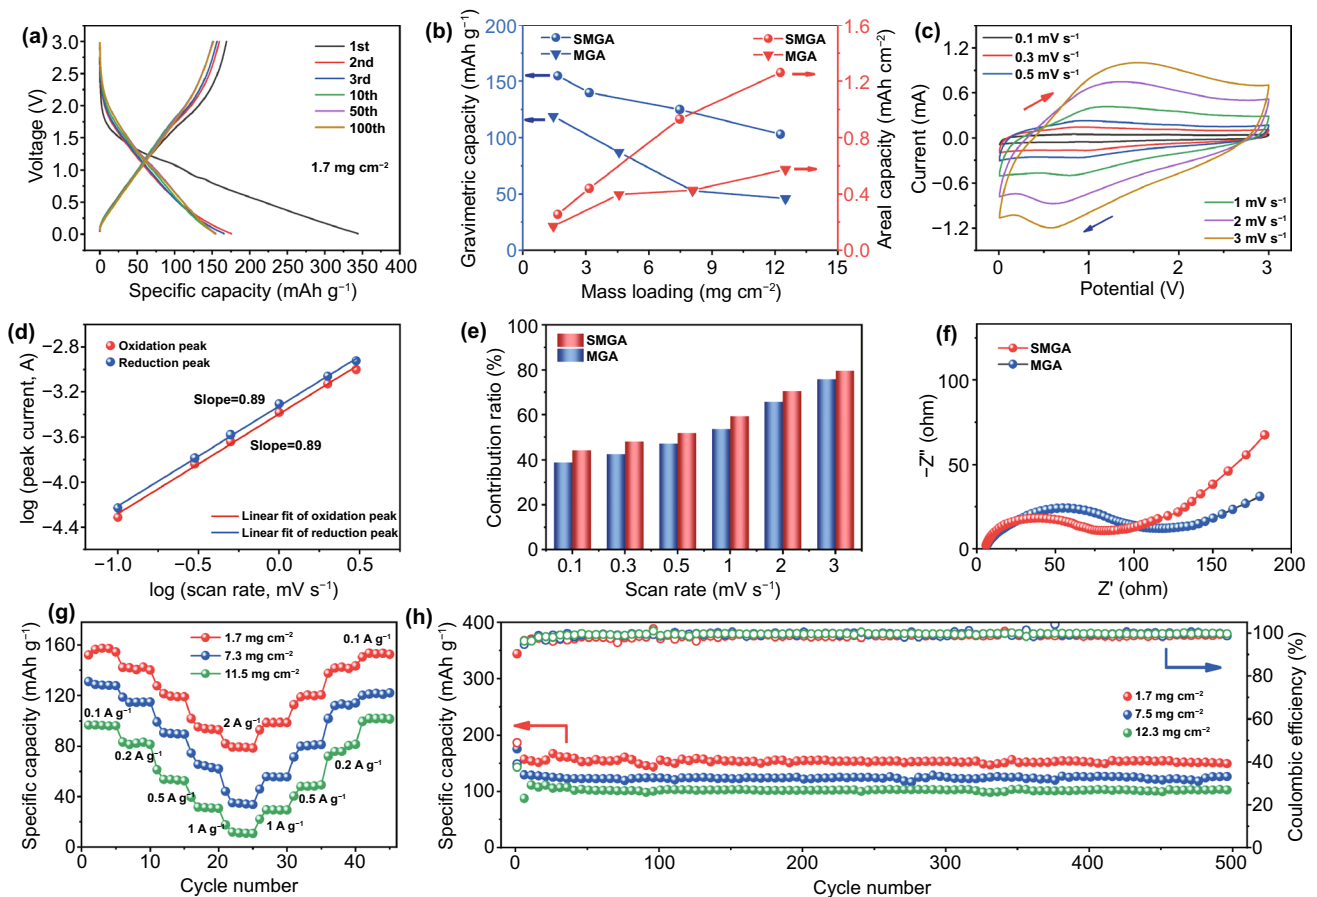 (a)
3.0
2.5
2.0
1.5
1.0
0.5
0.0
Voltage (V)
1st
2nd
3rd
10th
50th
100th
1.7 mg cm⁻²
0 50 100 150 200 250 300 350 400
Specific capacity (mAh g⁻¹)
(b)
200
150
100
50
0
Gravimetric capacity (mAh g⁻¹)
SMGA
MGA
SMGA
MGA
1.6
1.2
0.8
0.4
0.0
Areal capacity (mAh cm⁻²)
0 3 6 9 12 15
Mass loading (mg cm⁻²)
(c)
1.2
0.6
0.0
−0.6
−1.2
Current (mA)
0.1 mV s⁻¹
0.3 mV s⁻¹
0.5 mV s⁻¹
1 mV s⁻¹
2 mV s⁻¹
3 mV s⁻¹
0 1 2 3
Potential (V)
(d)
−2.8
−3.2
−3.6
−4.0
−4.4
log (peak current, A)
Oxidation peak
Reduction peak
Slope=0.89
Slope=0.89
Linear fit of oxidation peak
Linear fit of reduction peak
−1.0 −0.5 0.0 0.5
log (scan rate, mV s⁻¹)
(e)
100
80
60
40
20
0
Contribution ratio (%)
SMGA
MGA
0.1 0.3 0.5 1 2 3
Scan rate (mV s⁻¹)
(f)
100
50
0
−Z" (ohm)
SMGA
MGA
0 50 100 150 200
Z' (ohm)
(g)
160
120
80
40
0
Specific capacity (mAh g⁻¹)
1.7 mg cm⁻²
7.3 mg cm⁻²
11.5 mg cm⁻²
0.1 A g⁻¹
0.1 A g⁻¹
2 A g⁻¹
0.2 A g⁻¹
0.2 A g⁻¹
0.5 A g⁻¹
0.5 A g⁻¹
1 A g⁻¹
1 A g⁻¹
0 10 20 30 40
Cycle number
(h)
400
350
300
250
200
150
100
50
0
Specific capacity (mAh g⁻¹)
1.7 mg cm⁻²
7.5 mg cm⁻²
12.3 mg cm⁻²
100
80
60
40
20
0
Coulombic efficiency (%)
0 100 200 300 400 500
Cycle number